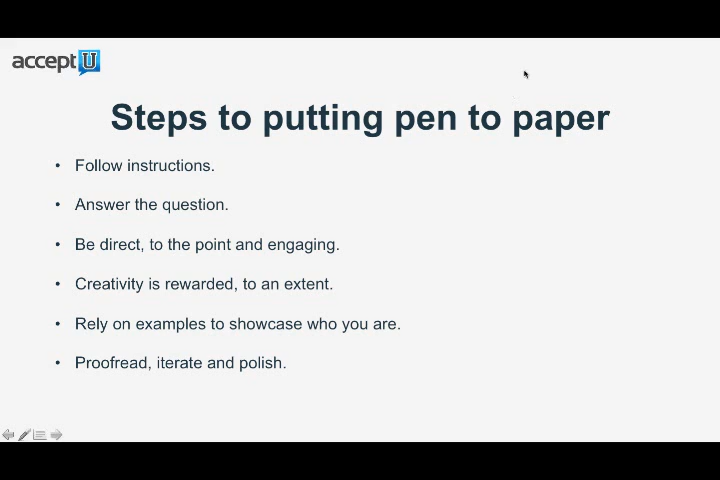 acceptU
Steps to putting pen to paper
• Follow instructions.
• Answer the question.
• Be direct, to the point and engaging.
• Creativity is rewarded, to an extent.
• Rely on examples to showcase who you are.
• Proofread, iterate and polish.